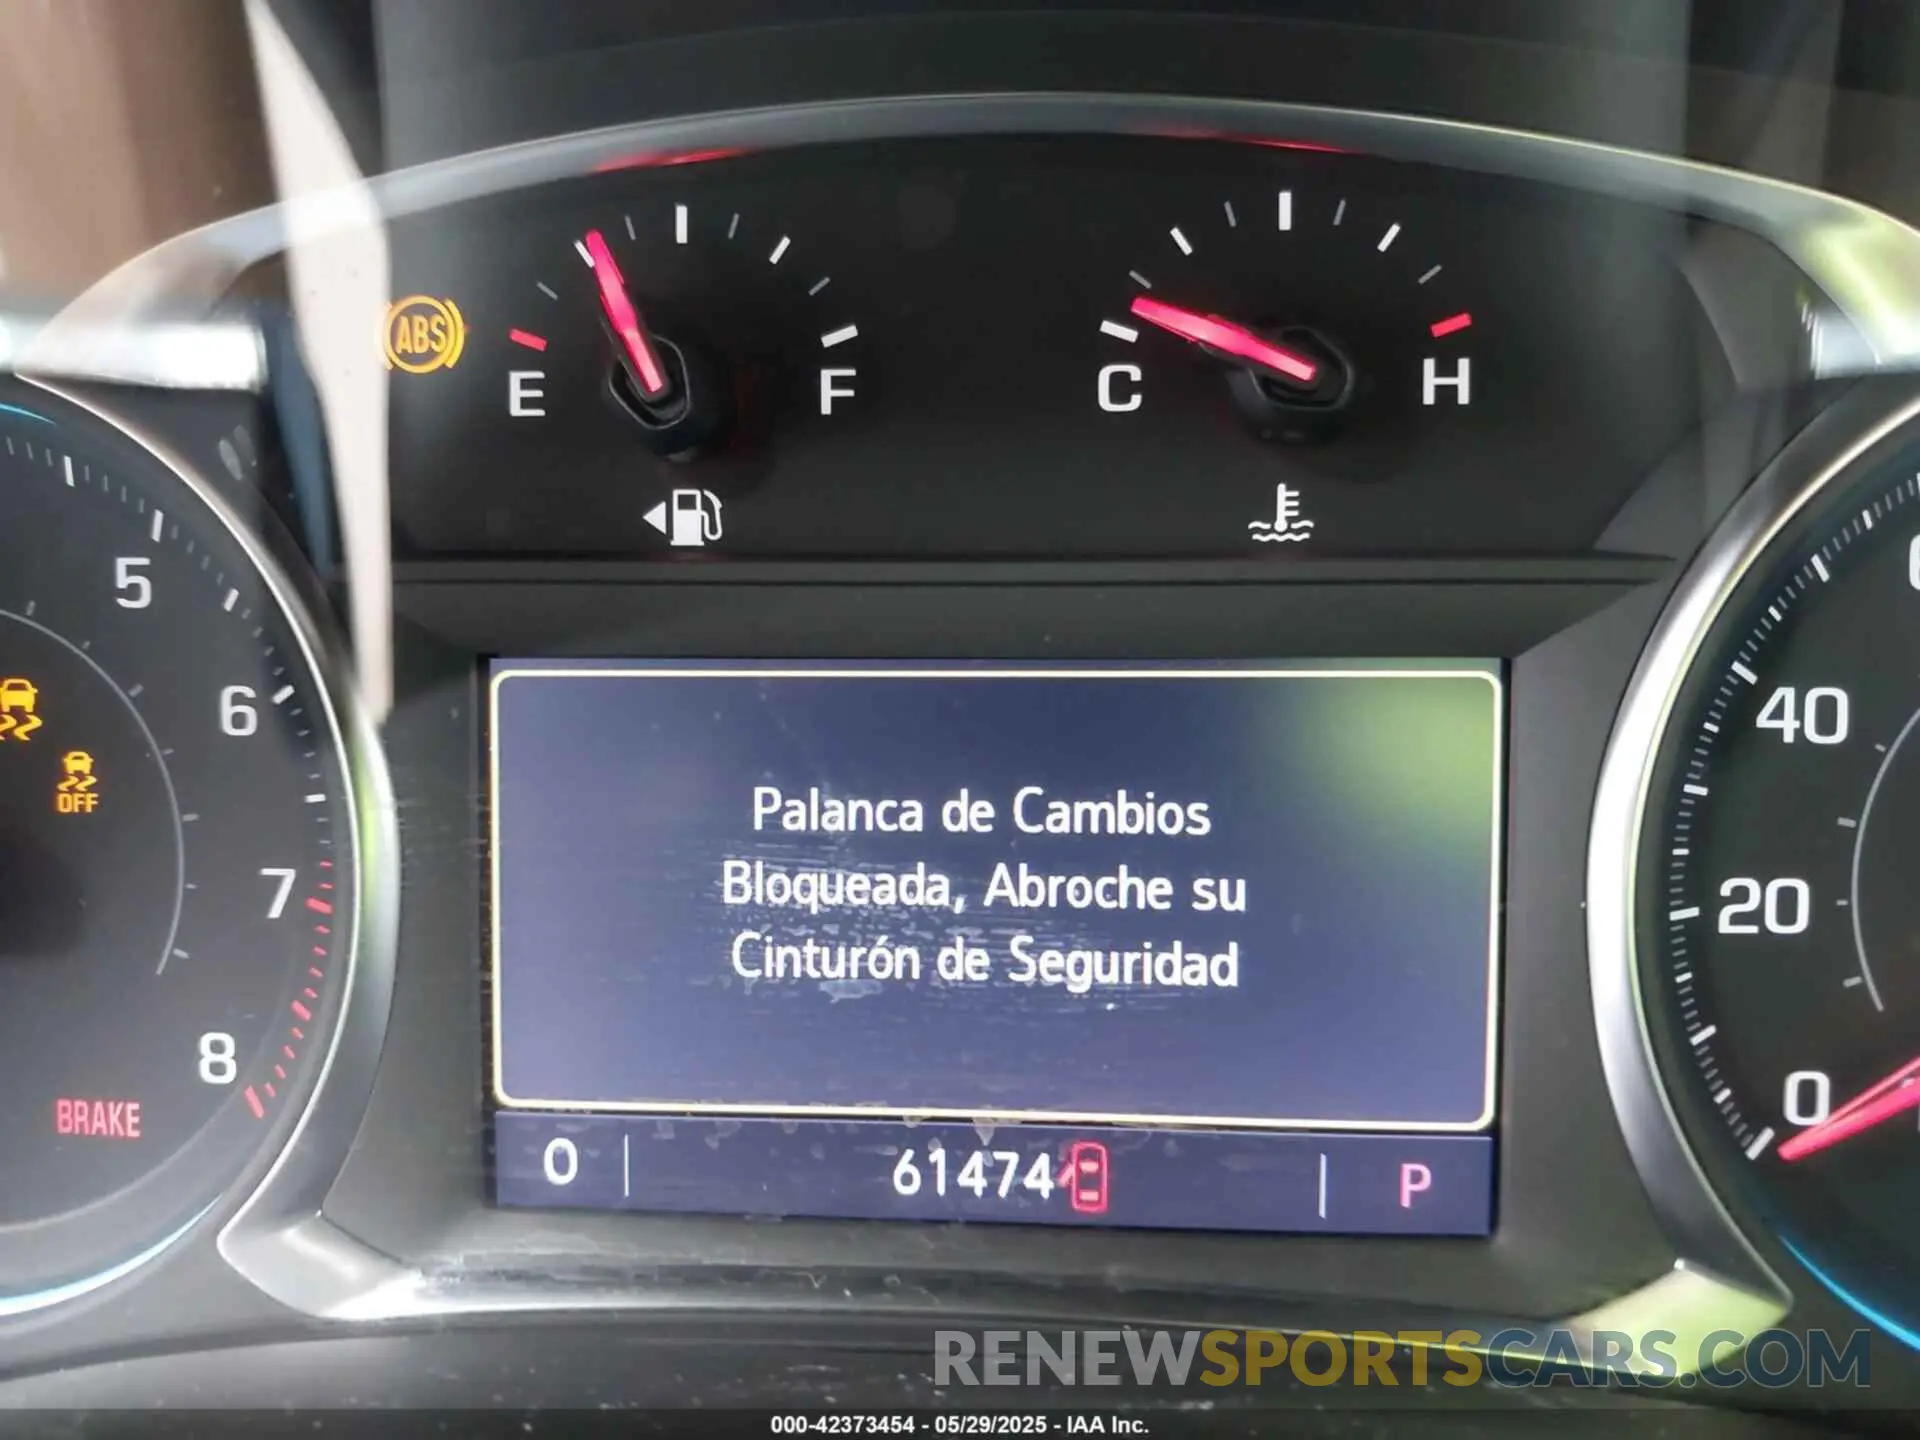 ABS
E
F
C
H
5
6
7
8
OFF
BRAKE
40
20
0
Palanca de Cambios
Bloqueada, Abroche su
Cinturón de Seguridad
0
61474
P
RENEWSPORTSCARS.COM
000-42373454 - 05/29/2025 - IAA Inc.